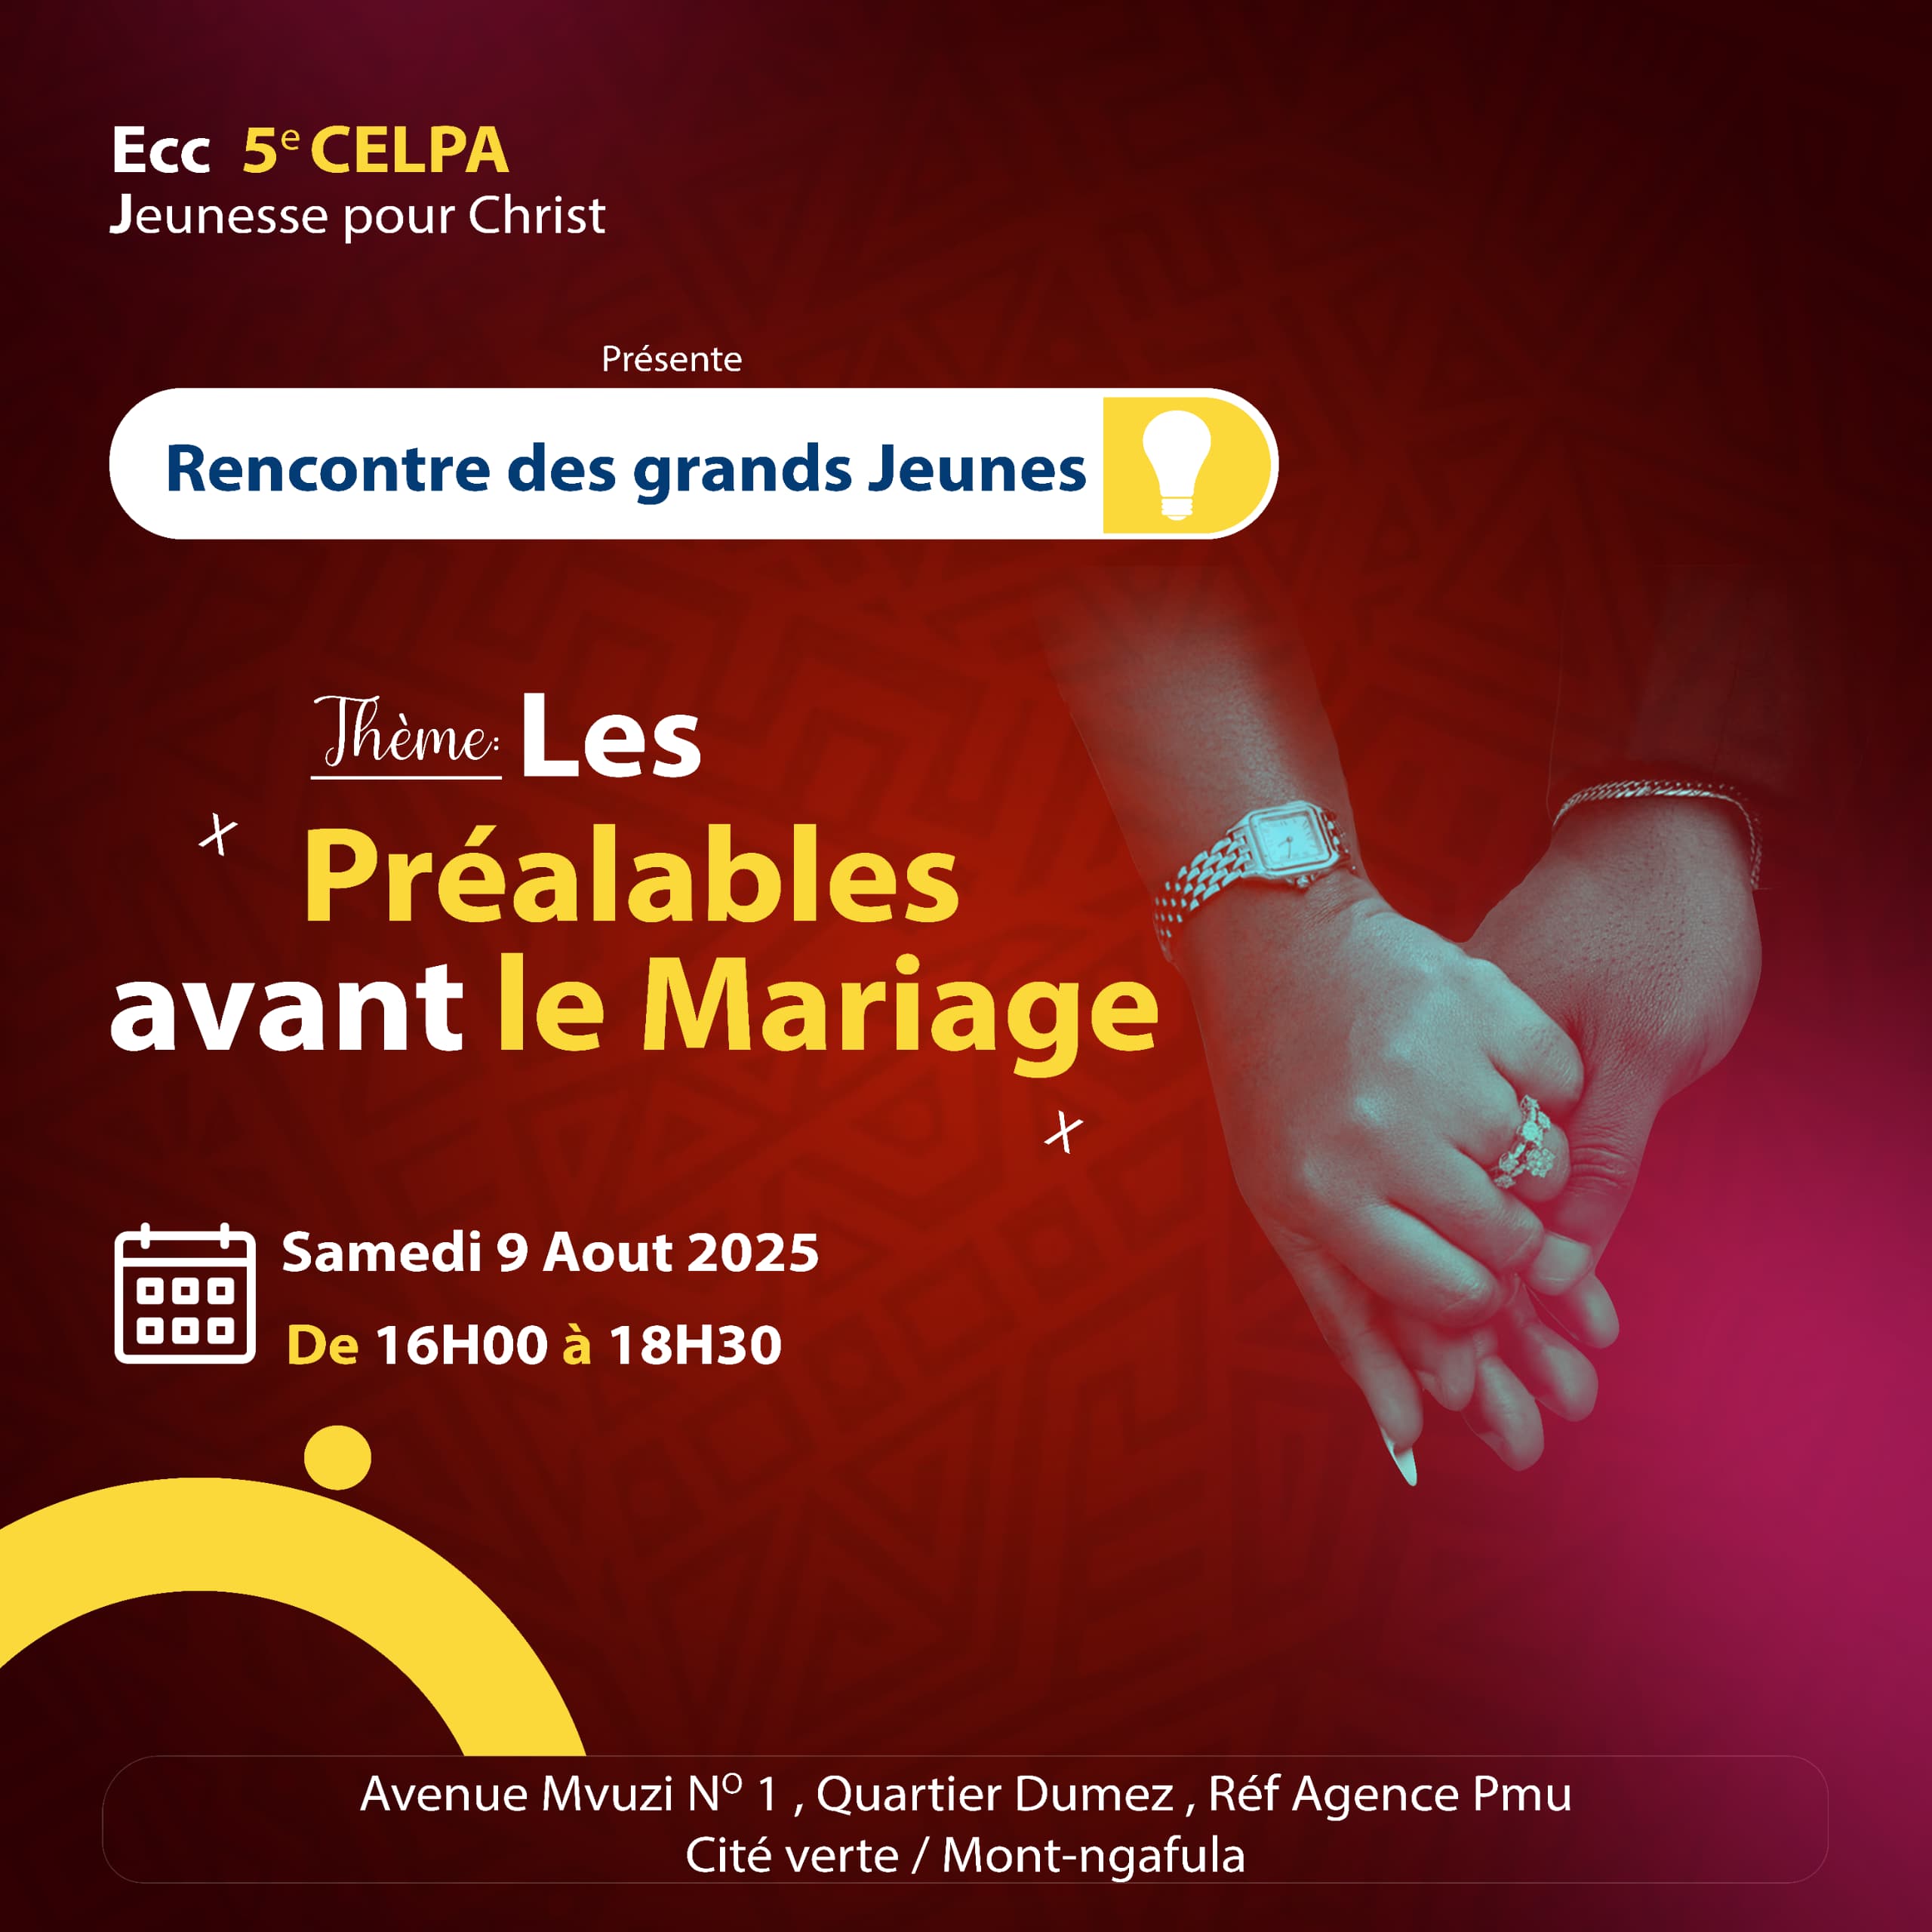 Ecc 5e CELPA
Jeunesse pour Christ
Présente
Rencontre des grands Jeunes
Thème: Les
Préalables
avant le Mariage
Samedi 9 Aout 2025
De 16H00 à 18H30
Avenue Mvuzi Nº 1 , Quartier Dumez , Réf Agence Pmu
Cité verte / Mont-ngafula